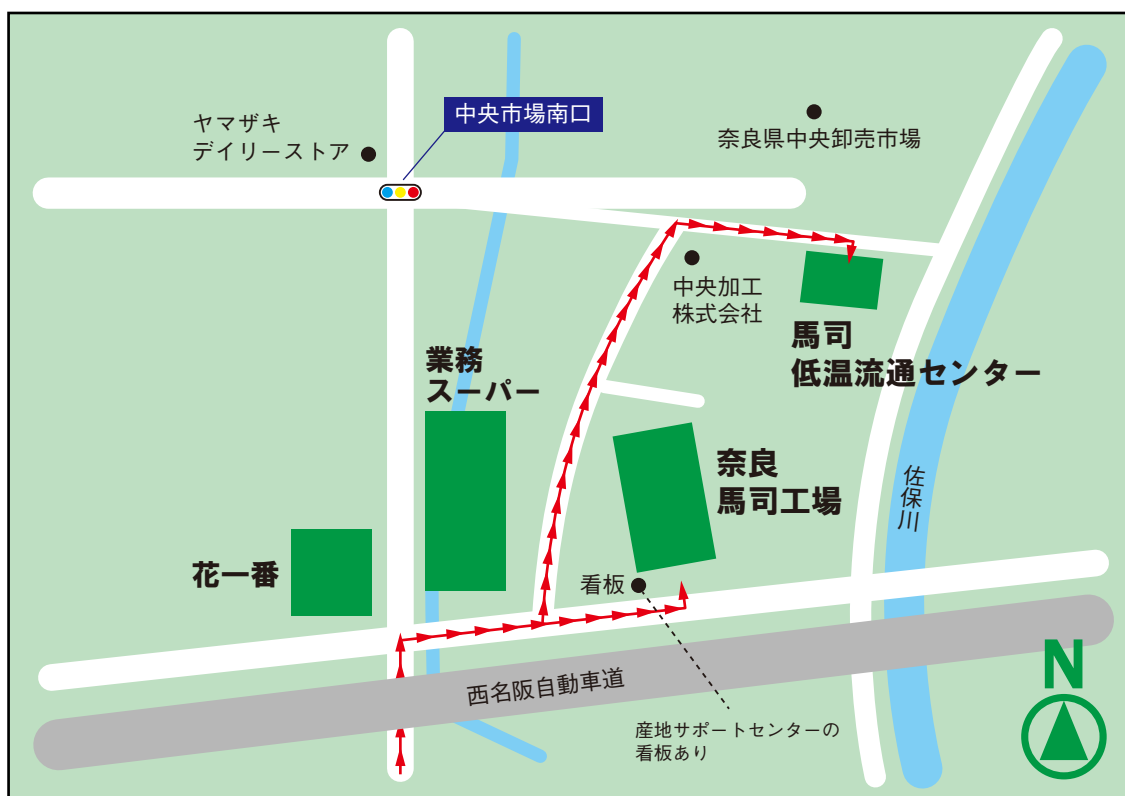 中央市場南口
ヤマザキ
デイリーストア
奈良県中央卸売市場
中央加工
株式会社
馬司
低温流通センター
業務
スーパー
奈良
馬司工場
佐保川
花一番
看板
西名阪自動車道
産地サポートセンターの
看板あり
N